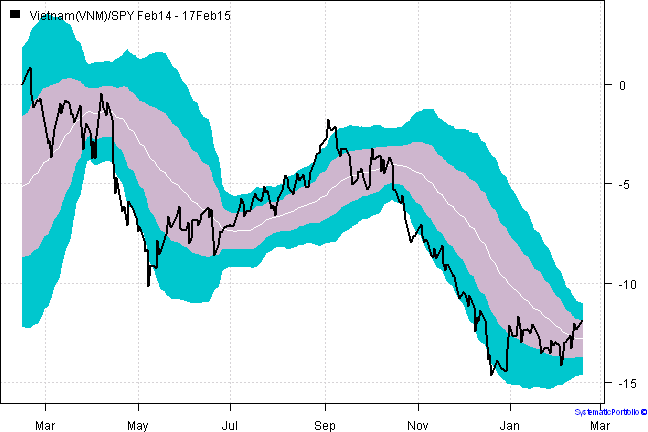 Vietnam(VNM)/SPY Feb14 - 17Feb15
0
-5
-10
-15
SystematicPortfolio ©
Mar May Jul Sep Nov Jan Mar